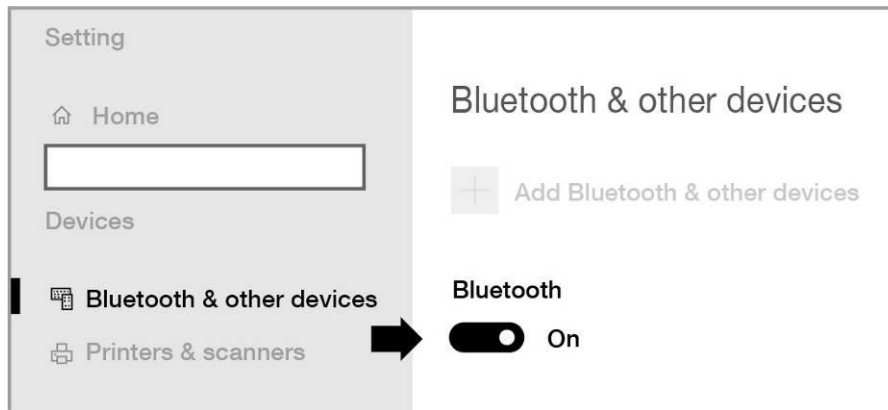 Setting
Home
Devices
Bluetooth & other devices
Printers & scanners
Bluetooth & other devices
Add Bluetooth & other devices
Bluetooth
On